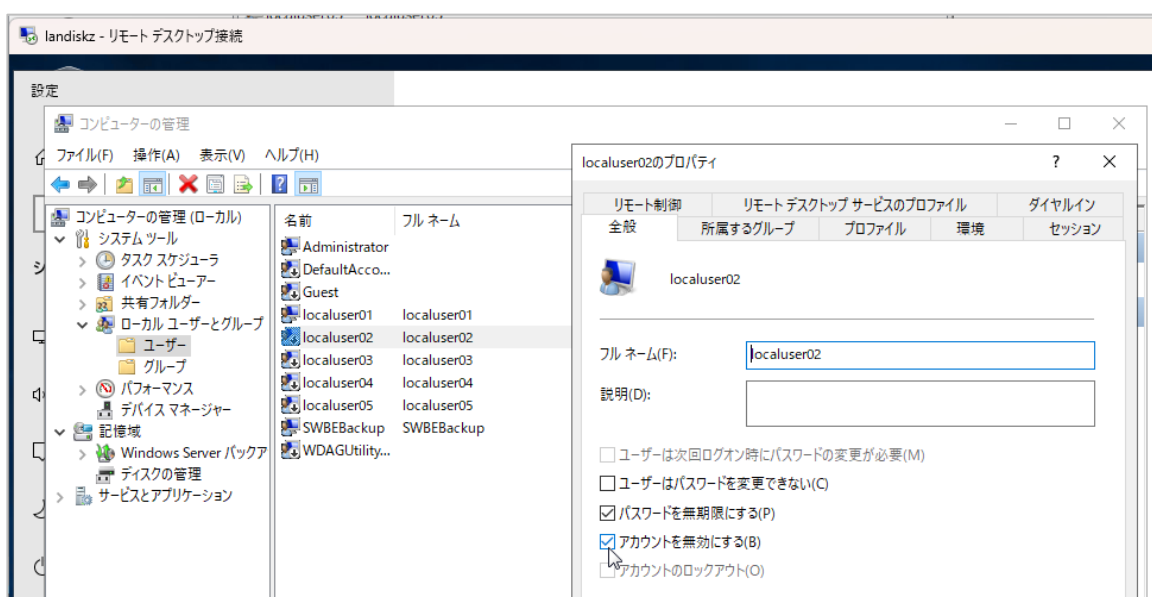 landiskz - リモート デスクトップ接続
設定
コンピューターの管理
ファイル(F) 操作(A) 表示(V) ヘルプ(H)
コンピューターの管理 (ローカル)
システム ツール
タスク スケジューラ
イベント ビューアー
共有フォルダー
ローカル ユーザーとグループ
ユーザー
グループ
パフォーマンス
デバイス マネージャー
記憶域
Windows Server バックア
ディスクの管理
サービスとアプリケーション
名前 フル ネーム
Administrator
DefaultAcco...
Guest
localuser01 localuser01
localuser02 localuser02
localuser03 localuser03
localuser04 localuser04
localuser05 localuser05
SWBEBackup SWBEBackup
WDAGUtility...
localuser02のプロパティ
リモート制御 リモート デスクトップ サービスのプロファイル ダイヤルイン
全般 所属するグループ プロファイル 環境 セッション
localuser02
フル ネーム(F): localuser02
説明(D):
ユーザーは次回ログオン時にパスワードの変更が必要(M)
ユーザーはパスワードを変更できない(C)
パスワードを無期限にする(P)
アカウントを無効にする(B)
アカウントのロックアウト(O)